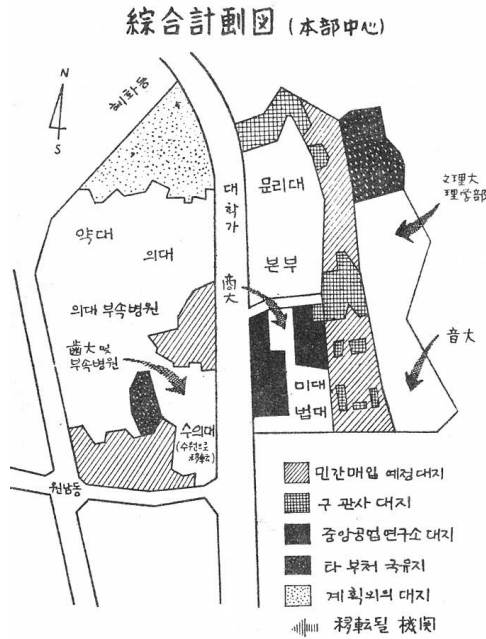 綜合計劃図 (本部中心)
N
S
혜화동
대학가
문리대
文理大
理学部
약대
의대
본부
商大
의대 부속병원
音大
歯大 및
부속병원
미대
법대
수의대
(수원으로
移転)
원남동
민간매입 예정대지
구 관사 대지
중앙공업연구소 대지
타 부처 국유지
계획외의 대지
移転될 機関